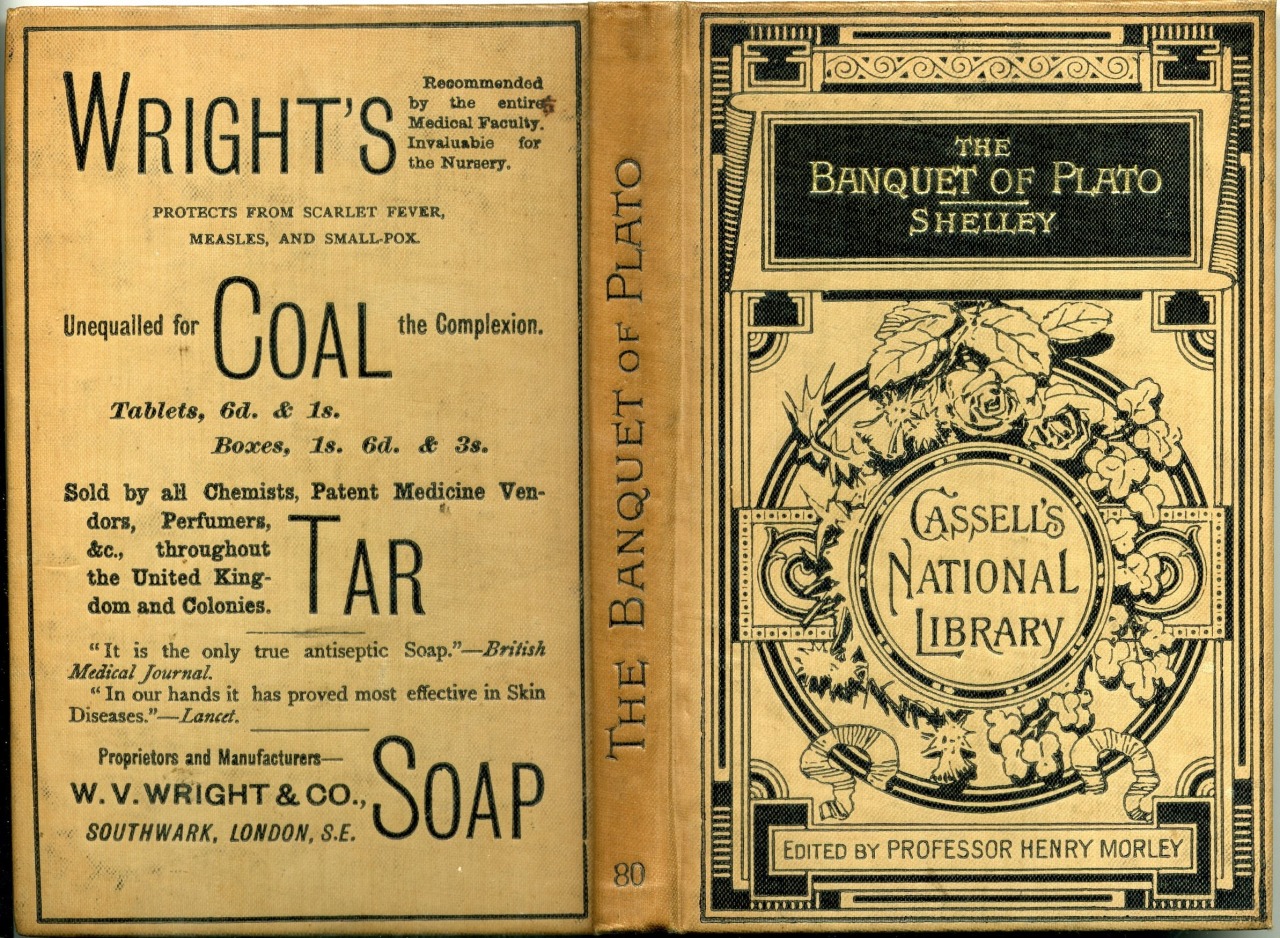 WRIGHT'S
Recommended
by the entire
Medical Faculty.
Invaluable for
the Nursery.
PROTECTS FROM SCARLET FEVER,
MEASLES, AND SMALL-POX.
Unequalled for COAL the Complexion.
Tablets, 6d. & 1s.
Boxes, 1s. 6d. & 3s.
Sold by all Chemists, Patent Medicine Ven-
dors, Perfumers,
&c., throughout
the United King-
dom and Colonies.
TAR
"It is the only true antiseptic Soap."—British
Medical Journal.
"In our hands it has proved most effective in Skin
Diseases."—Lancet.
Proprietors and Manufacturers—
W. V. WRIGHT & CO.,
SOUTHWARK, LONDON, S.E.
SOAP
THE BANQUET OF PLATO
80
THE
BANQUET OF PLATO
SHELLEY
CASSELL'S
NATIONAL
LIBRARY
EDITED BY PROFESSOR HENRY MORLEY